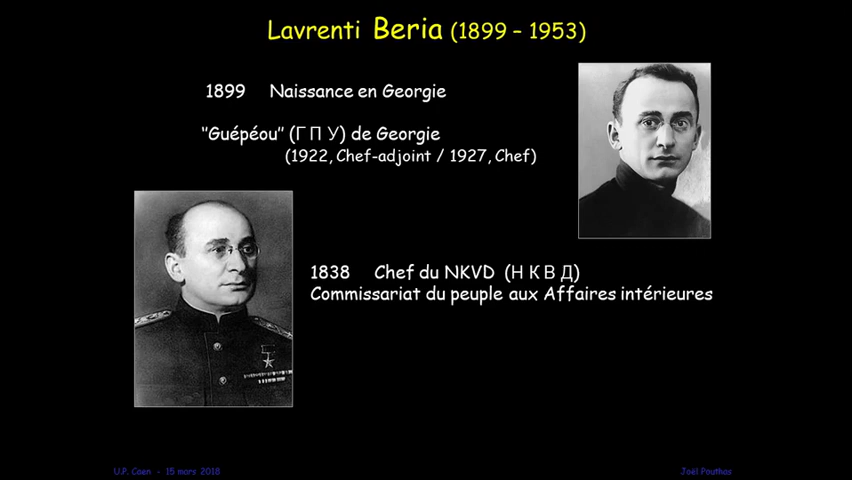 Lavrenti Beria (1899 – 1953)
1899 Naissance en Georgie
‘‘Guépéou’’ (Г П У) de Georgie
(1922, Chef-adjoint / 1927, Chef)
1838 Chef du NKVD (Н К В Д)
Commissariat du peuple aux Affaires intérieures
U.P. Caen - 15 mars 2018
Joël Pouthas